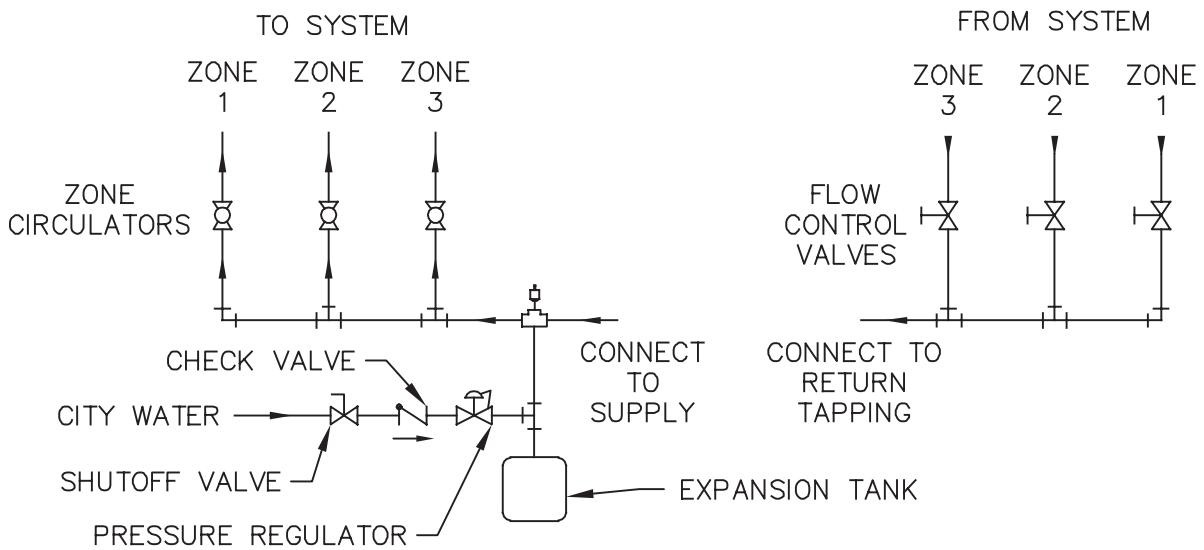 TO SYSTEM
ZONE
1
ZONE
2
ZONE
3
ZONE
CIRCULATORS
FROM SYSTEM
ZONE
3
ZONE
2
ZONE
1
FLOW
CONTROL
VALVES
CONNECT
TO
SUPPLY
CONNECT TO
RETURN
TAPPING
CHECK VALVE
CITY WATER
SHUTOFF VALVE
PRESSURE REGULATOR
EXPANSION TANK